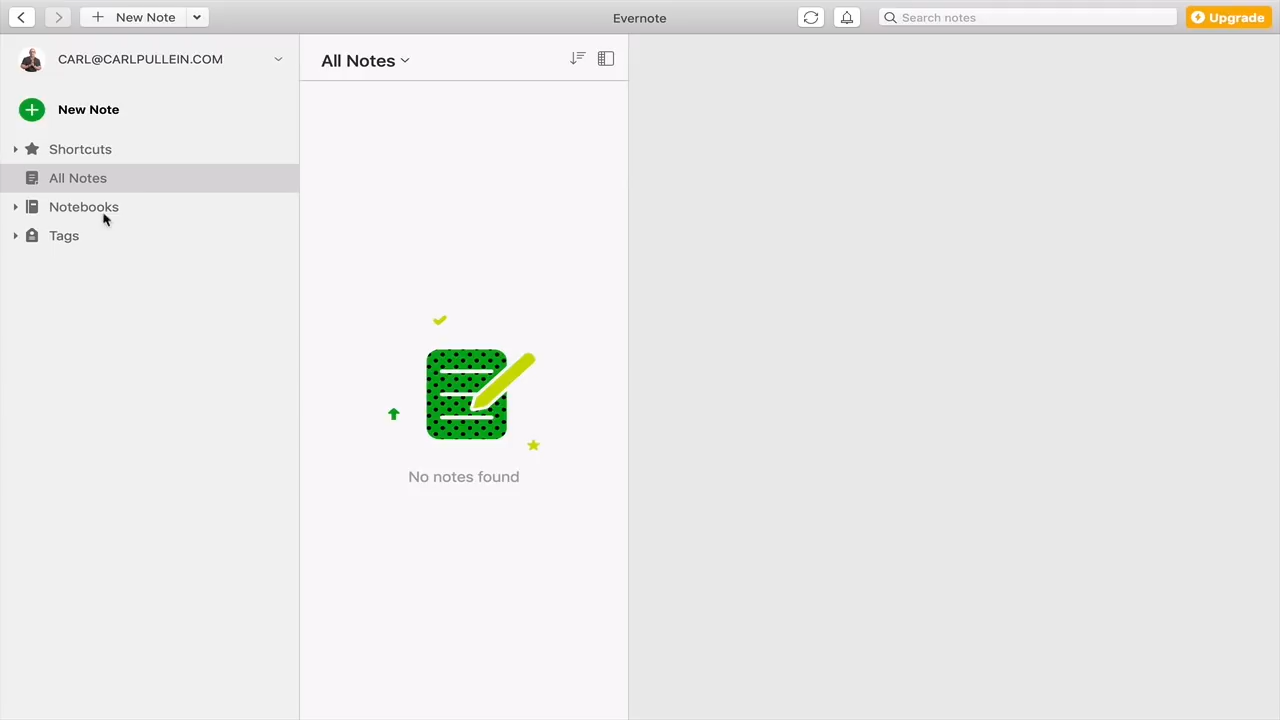 New Note
Evernote
Search notes
Upgrade
CARL@CARLPULLEIN.COM
New Note
Shortcuts
All Notes
Notebooks
Tags
All Notes
No notes found